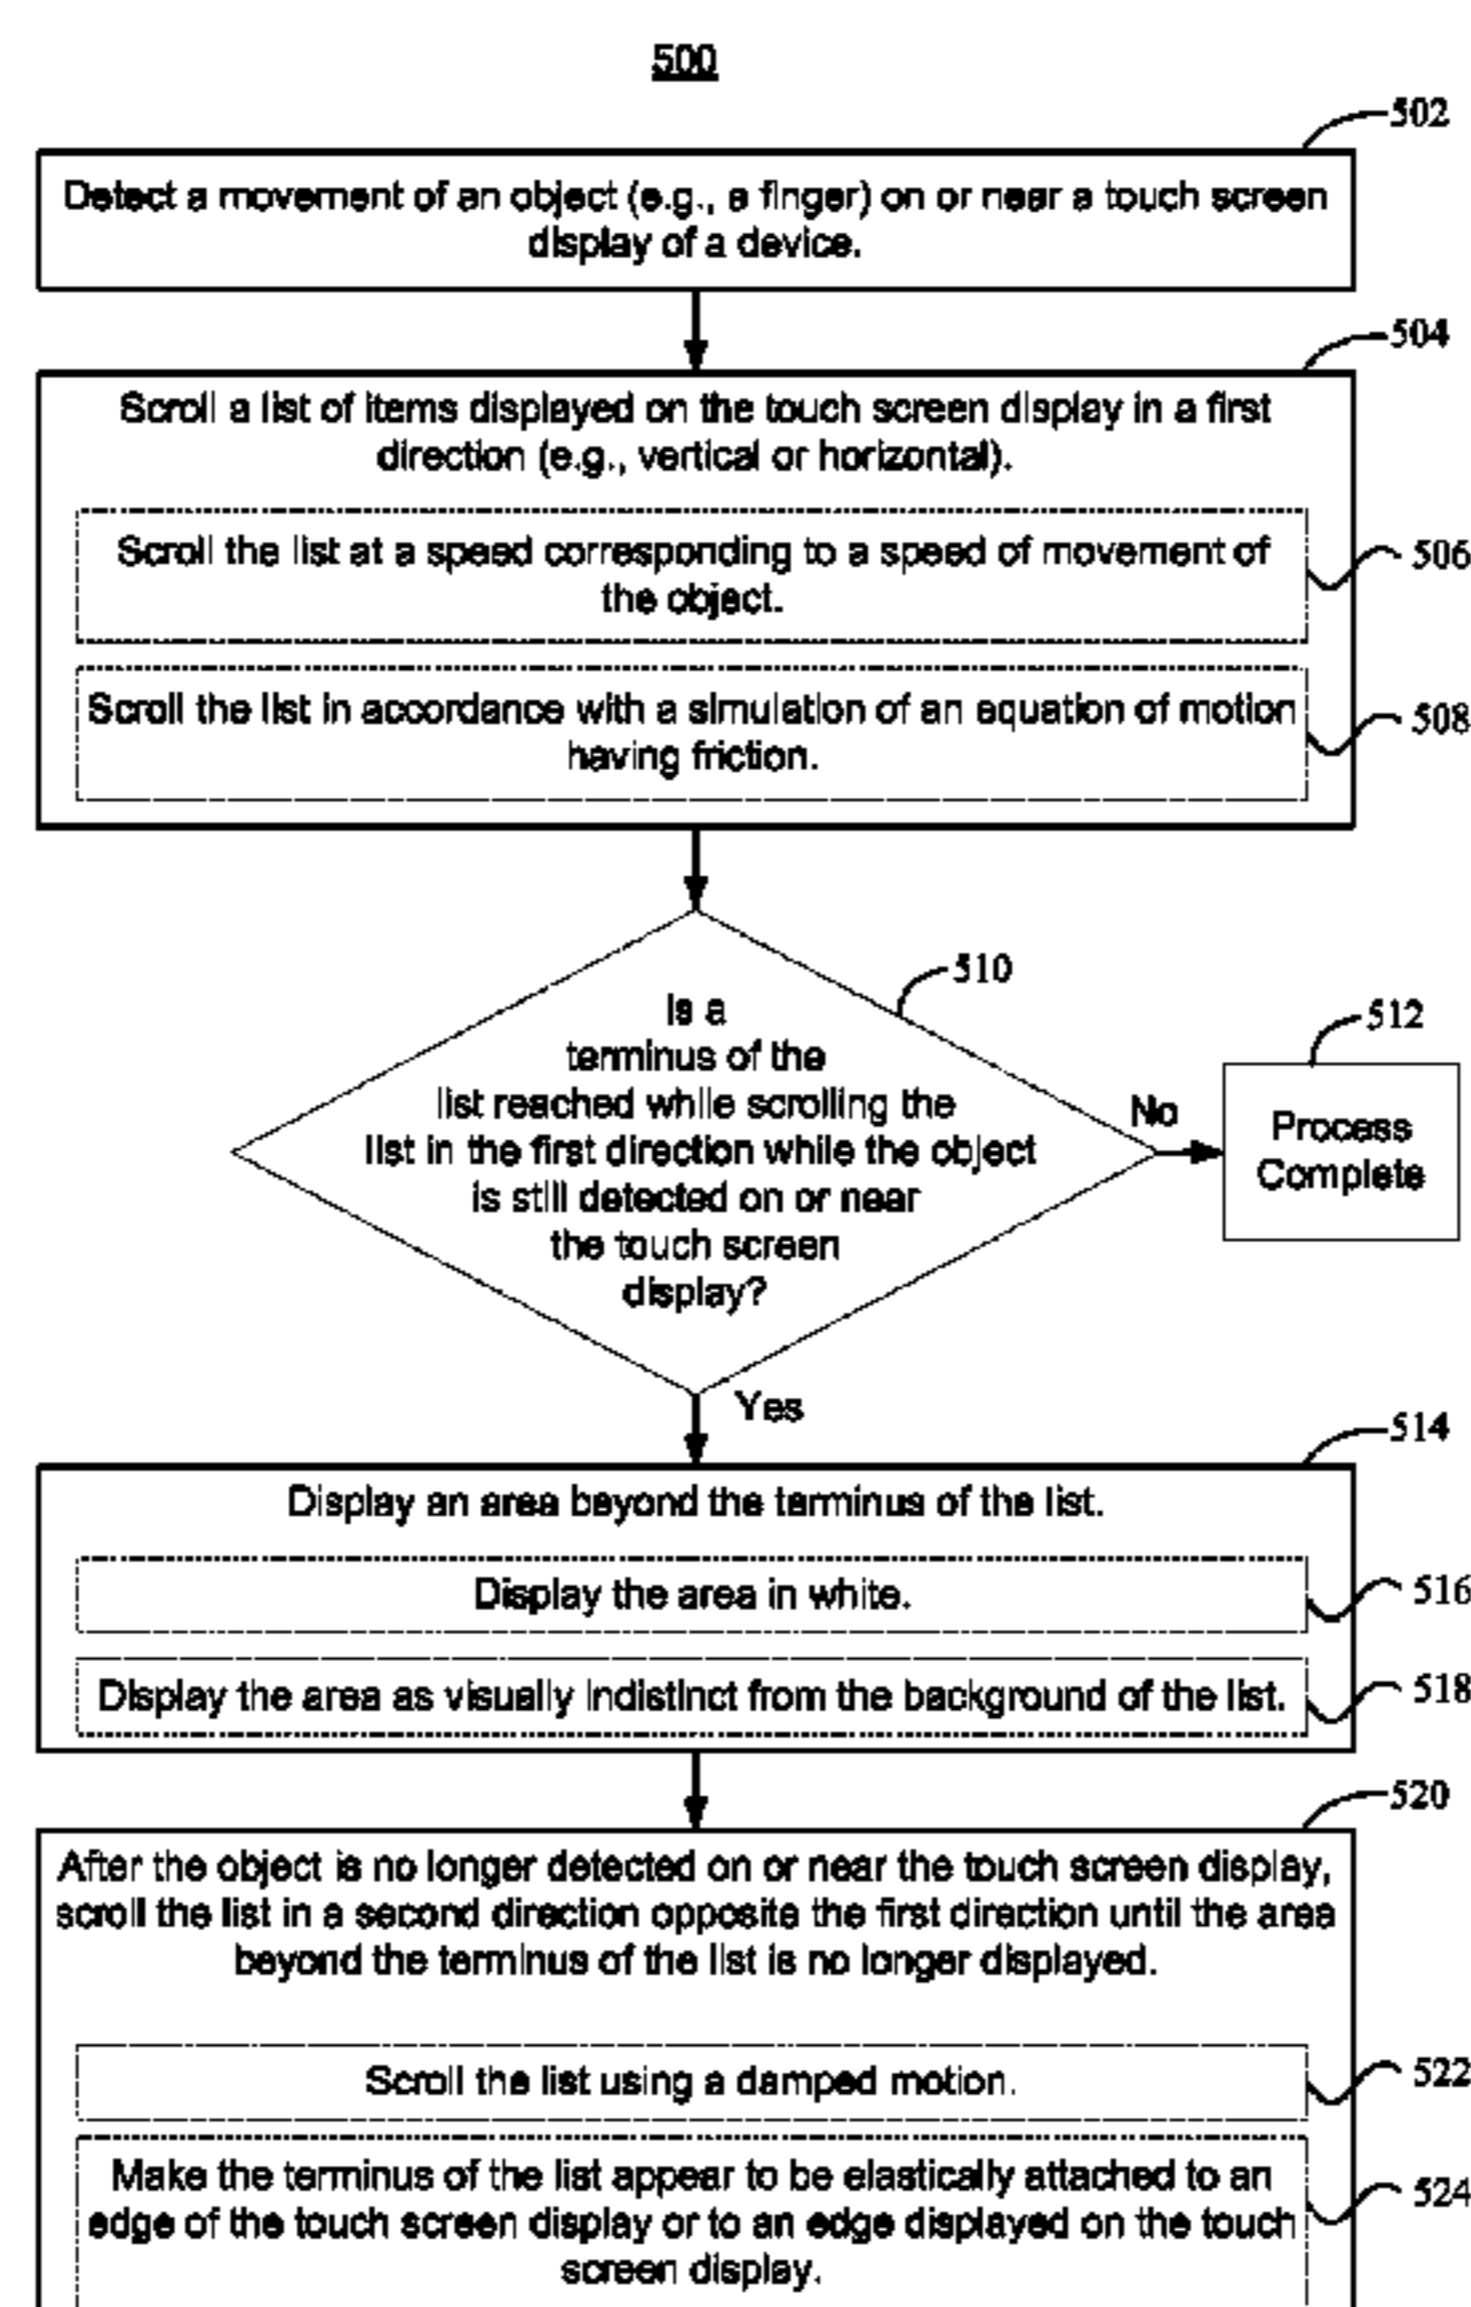 500
502
Detect a movement of an object (e.g., a finger) on or near a touch screen
display of a device.
504
Scroll a list of items displayed on the touch screen display in a first
direction (e.g., vertical or horizontal).
Scroll the list at a speed corresponding to a speed of movement of
the object.
506
Scroll the list in accordance with a simulation of an equation of motion
having friction.
508
510
Is a
terminus of the
list reached while scrolling the
list in the first direction while the object
is still detected on or near
the touch screen
display?
No
512
Process
Complete
Yes
514
Display an area beyond the terminus of the list.
Display the area in white.
516
Display the area as visually indistinct from the background of the list.
518
520
After the object is no longer detected on or near the touch screen display,
scroll the list in a second direction opposite the first direction until the area
beyond the terminus of the list is no longer displayed.
Scroll the list using a damped motion.
522
Make the terminus of the list appear to be elastically attached to an
edge of the touch screen display or to an edge displayed on the touch
screen display.
524